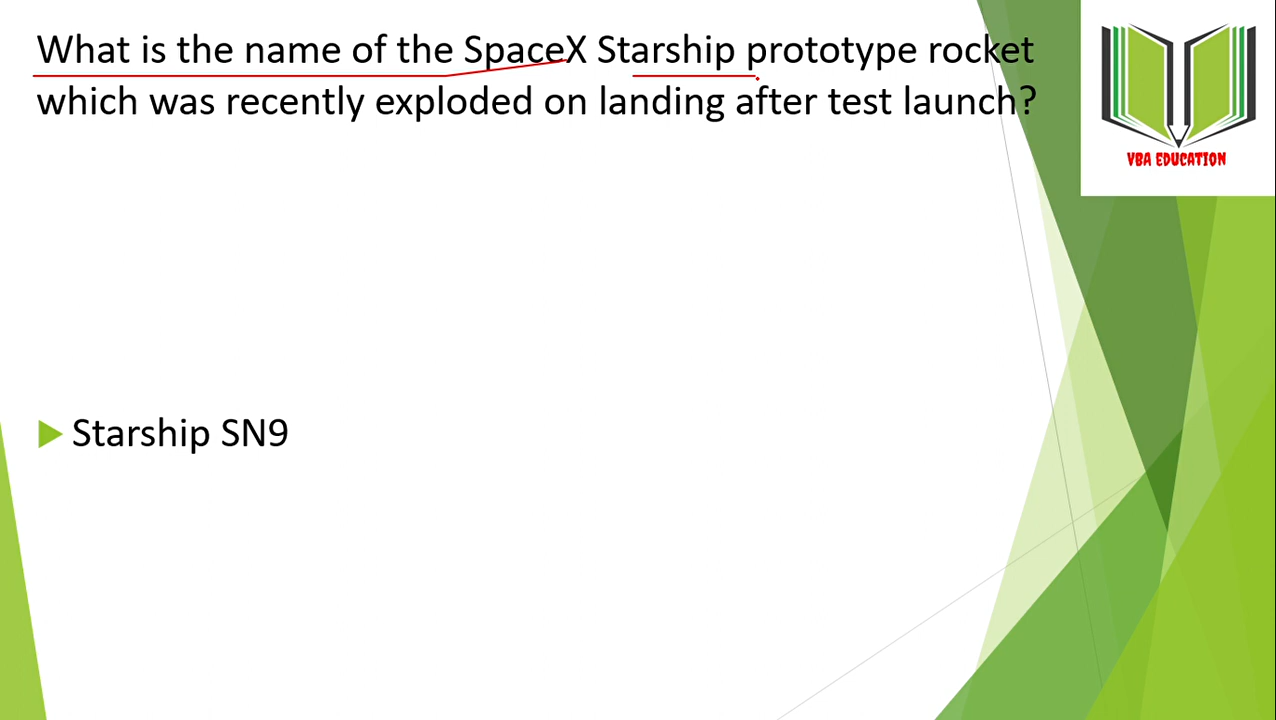 What is the name of the SpaceX Starship prototype rocket
which was recently exploded on landing after test launch?
VBA EDUCATION
Starship SN9